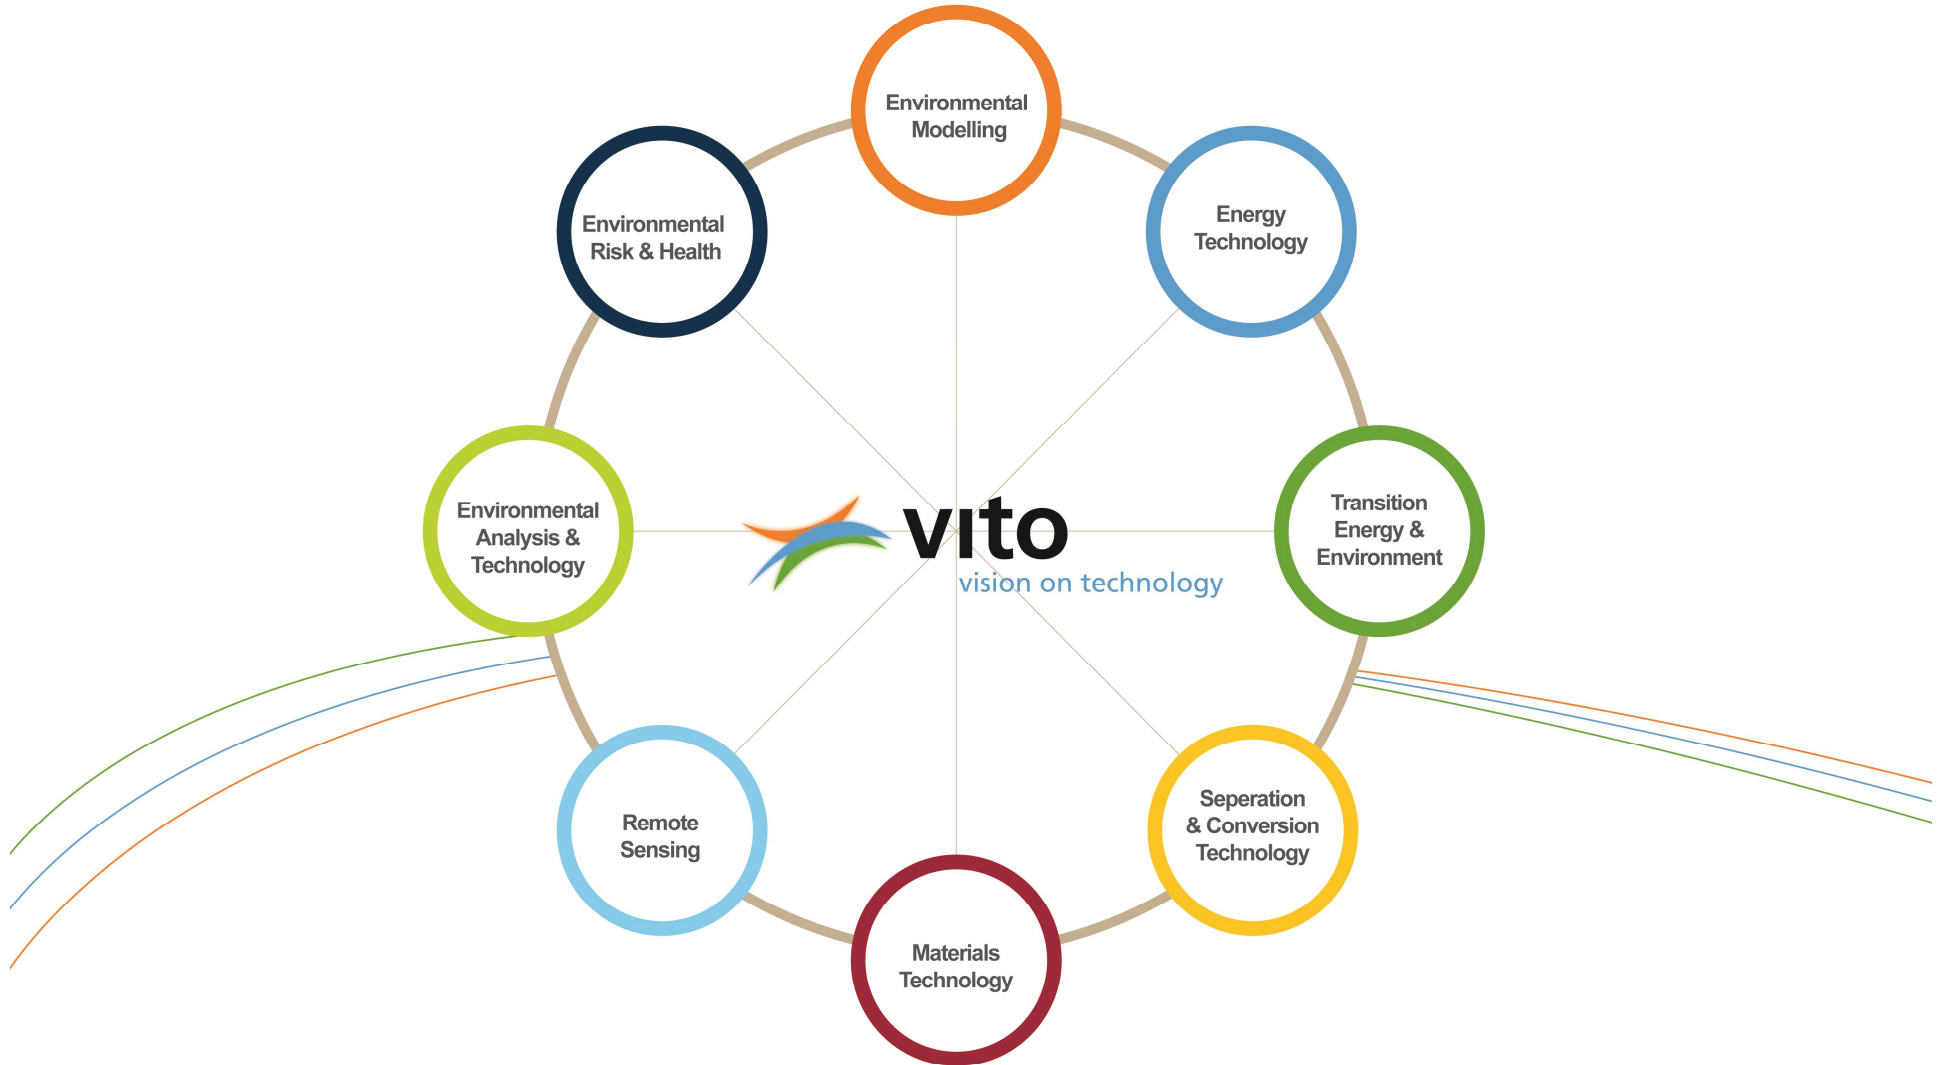 Environmental
Modelling
Energy
Technology
Environmental
Risk & Health
Transition
Energy &
Environment
Environmental
Analysis &
Technology
vito
vision on technology
Seperation
& Conversion
Technology
Remote
Sensing
Materials
Technology